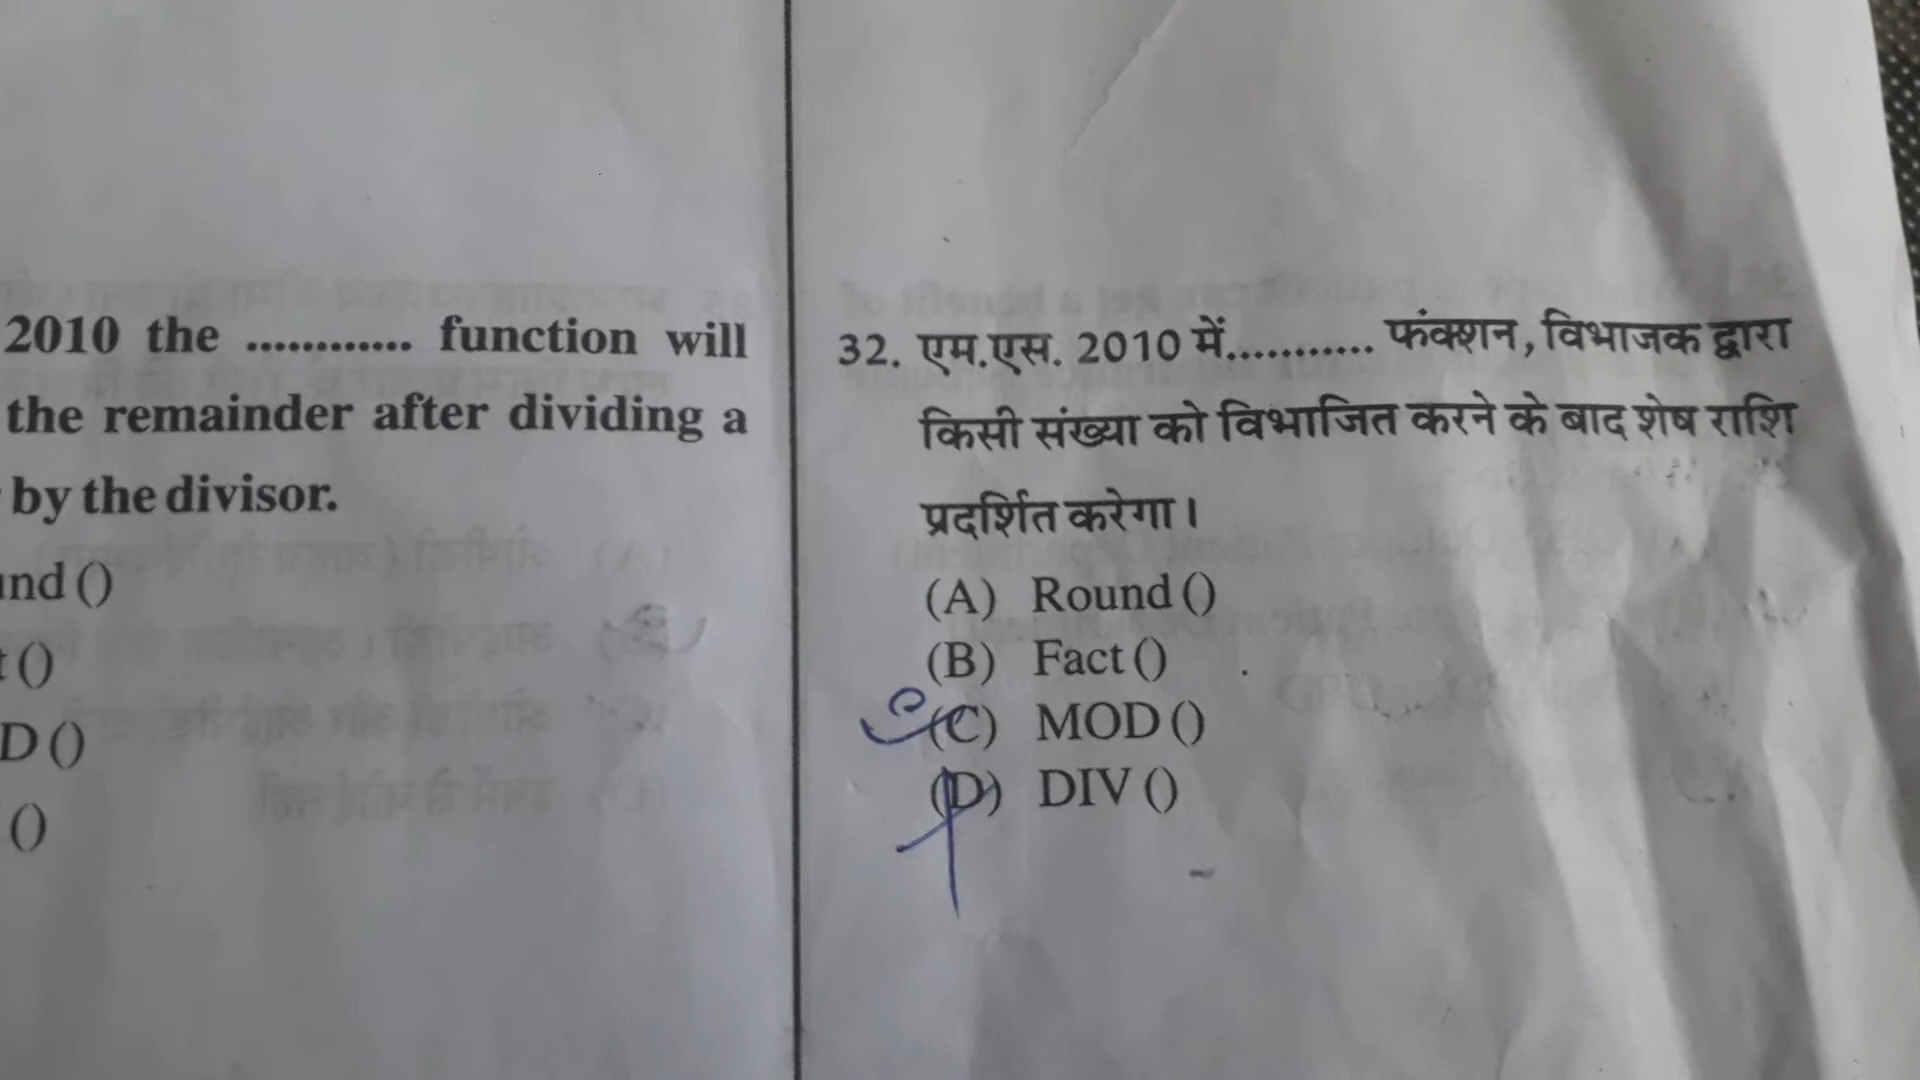 2010 the ............ function will
the remainder after dividing a
by the divisor.
()
()
()
()
32. एम.एस. 2010 में........... फंक्शन, विभाजक द्वारा
किसी संख्या को विभाजित करने के बाद शेष राशि
प्रदर्शित करेगा।
(A) Round ()
(B) Fact ()
(C) MOD ()
(D) DIV ()